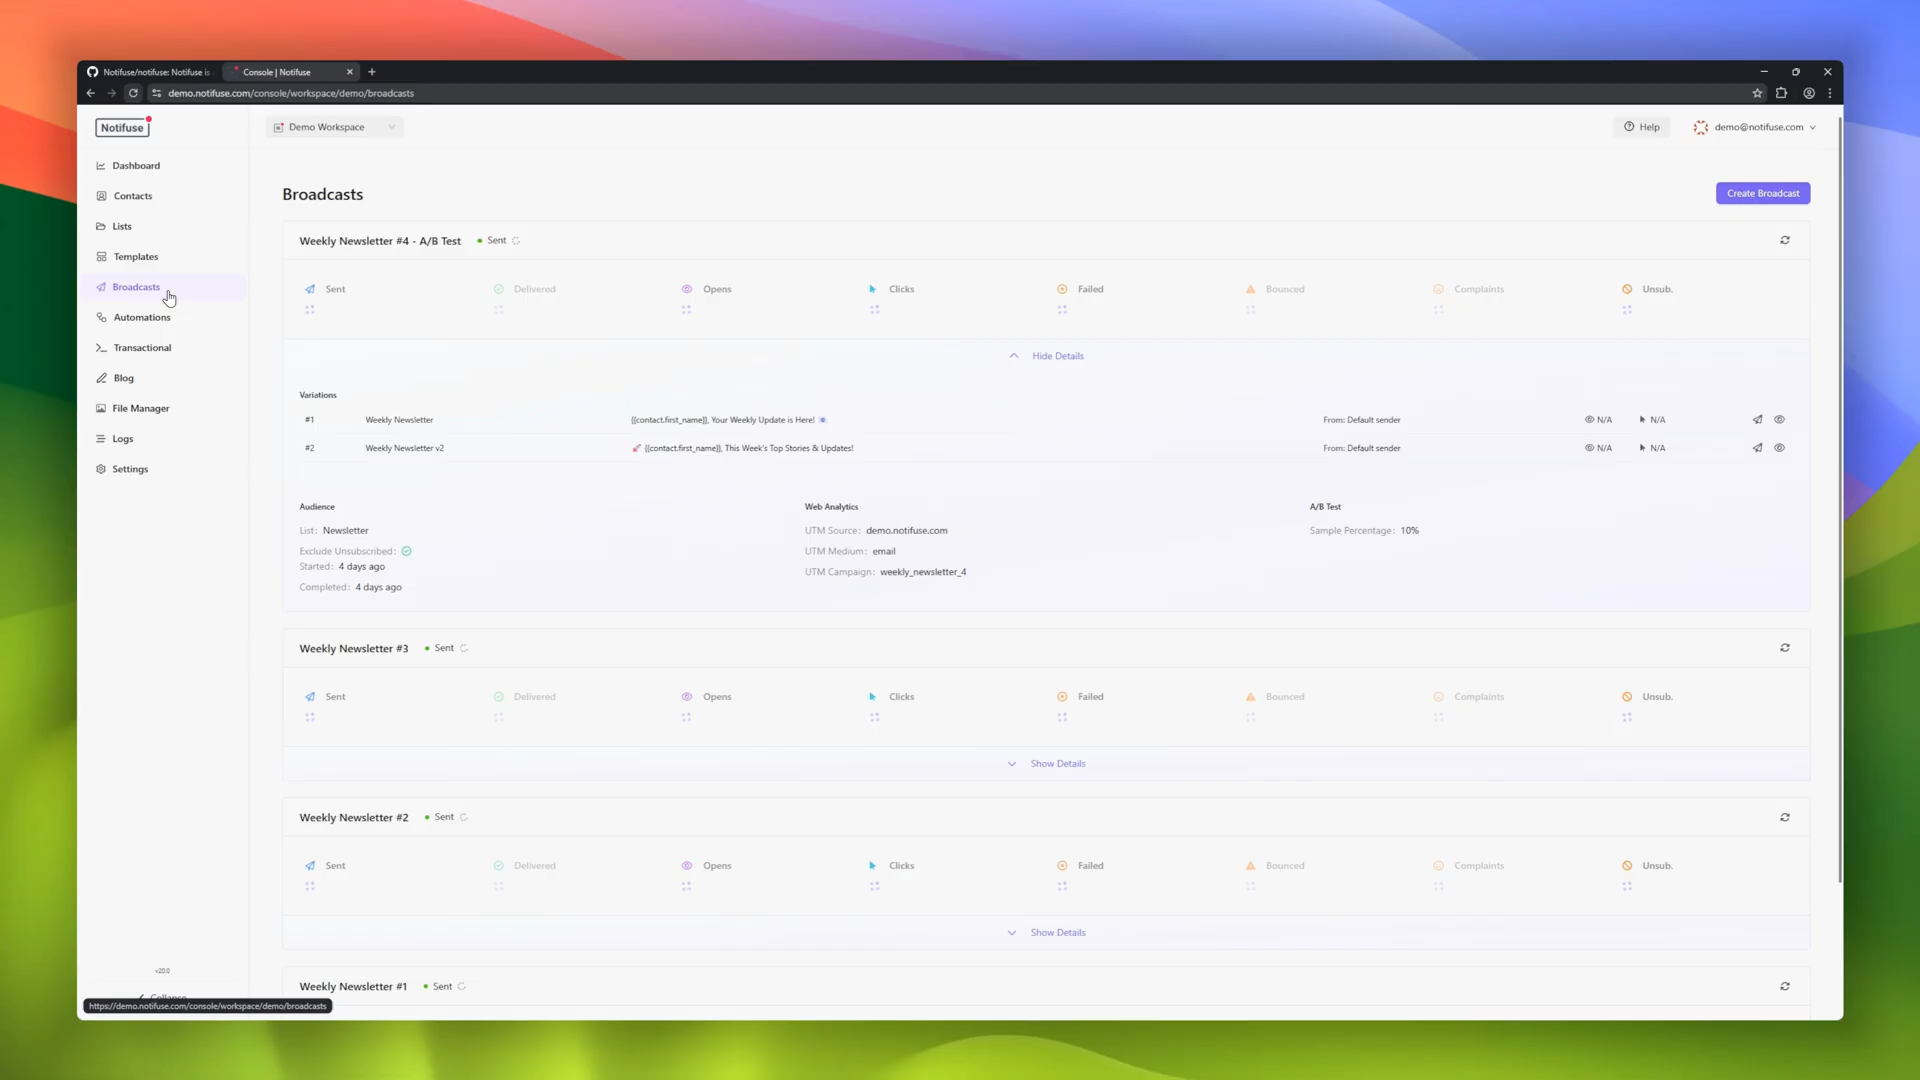 Notifuse/notifuse: Notifuse is
Console | Notifuse
demo.notifuse.com/console/workspace/demo/broadcasts
Notifuse
Demo Workspace
Help
demo@notifuse.com
Dashboard
Contacts
Lists
Templates
Broadcasts
Automations
Transactional
Blog
File Manager
Logs
Settings
Broadcasts
Create Broadcast
Weekly Newsletter #4 - A/B Test Sent
Sent Delivered Opens Clicks Failed Bounced Complaints Unsub.
Hide Details
Variations
#1 Weekly Newsletter {{contact.first_name}}, Your Weekly Update is Here! From: Default sender N/A N/A
#2 Weekly Newsletter v2 {{contact.first_name}}, This Week's Top Stories & Updates! From: Default sender N/A N/A
Audience Web Analytics A/B Test
List: Newsletter UTM Source: demo.notifuse.com Sample Percentage: 10%
Exclude Unsubscribed: UTM Medium: email
Started: 4 days ago UTM Campaign: weekly_newsletter_4
Completed: 4 days ago
Weekly Newsletter #3 Sent
Sent Delivered Opens Clicks Failed Bounced Complaints Unsub.
Show Details
Weekly Newsletter #2 Sent
Sent Delivered Opens Clicks Failed Bounced Complaints Unsub.
Show Details
Weekly Newsletter #1 Sent
v20.0
Collapse
https://demo.notifuse.com/console/workspace/demo/broadcasts